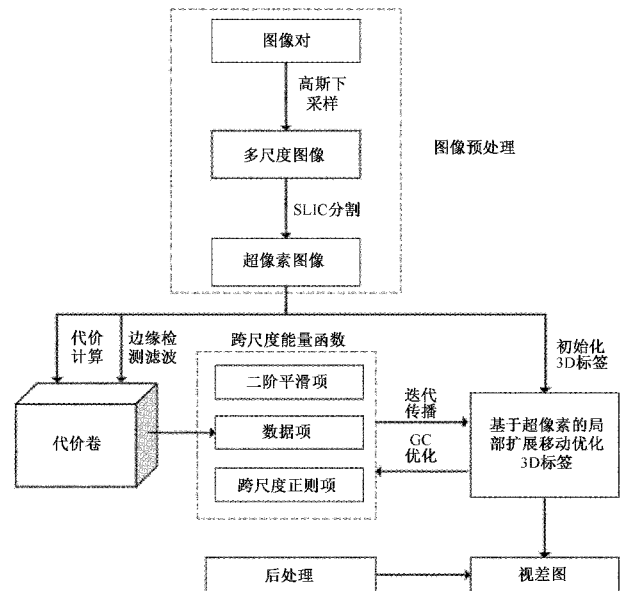 图像对
高斯下
采样
多尺度图像
图像预处理
SLIC分割
超像素图像
代价
计算
边缘检
测滤波
跨尺度能量函数
初始化
3D标签
二阶平滑项
代价卷
数据项
跨尺度正则项
迭代
传播
GC
优化
基于超像素的局
部扩展移动优化
3D标签
后处理
视差图